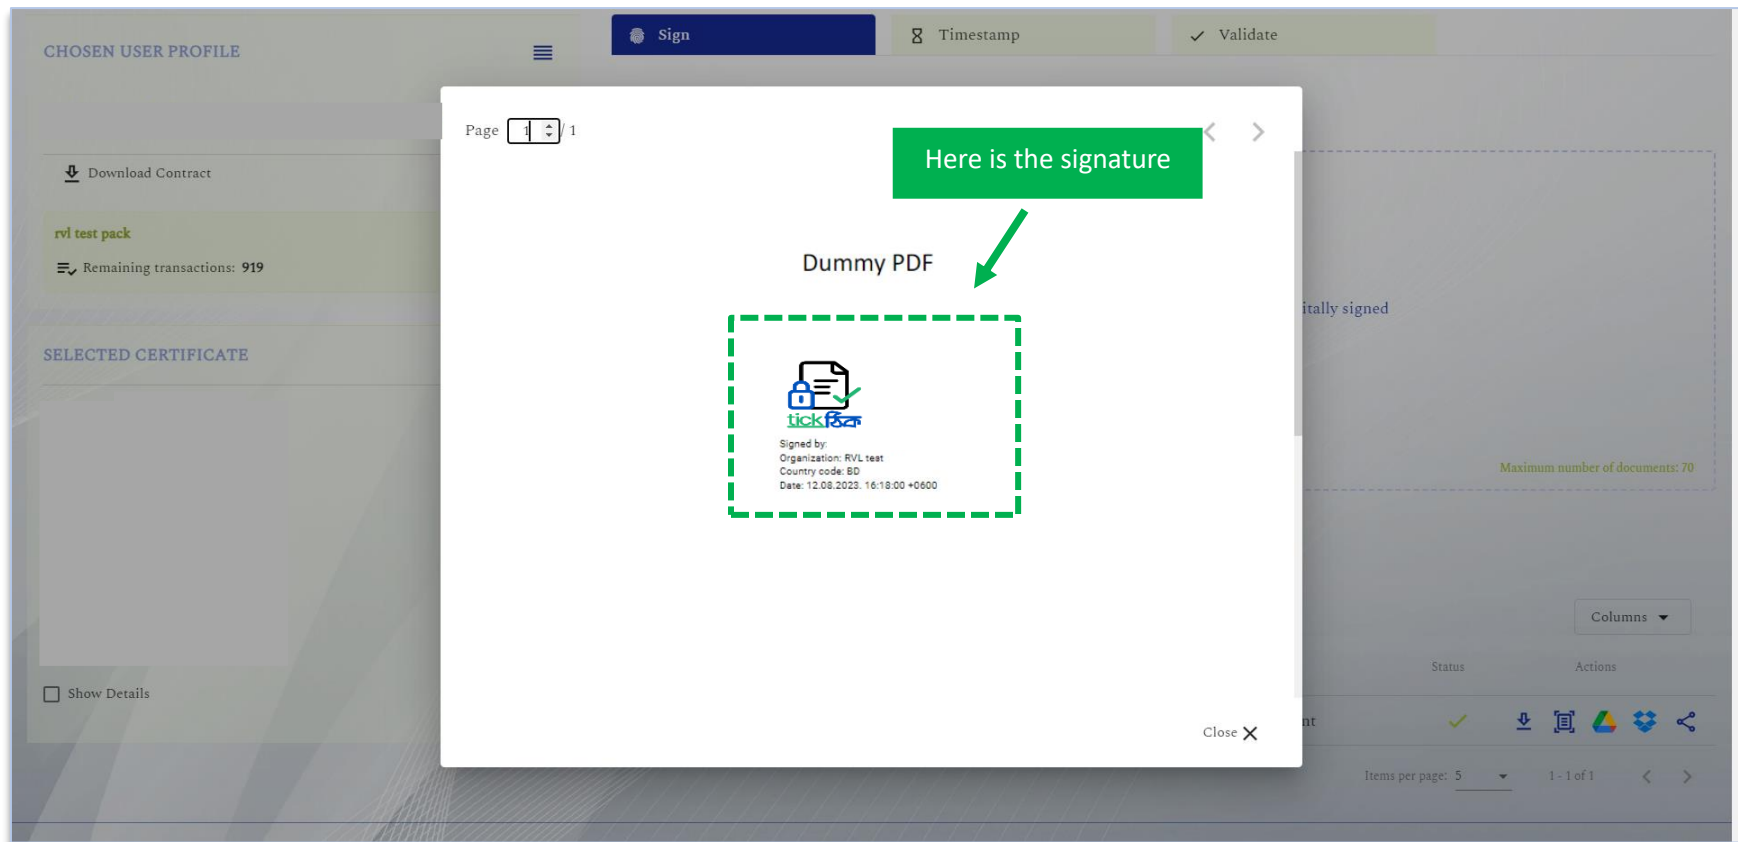 CHOSEN USER PROFILE
Download Contract
rvl test pack
Remaining transactions: 919
SELECTED CERTIFICATE
Show Details
Sign
Timestamp
Validate
Page 1 / 1
Here is the signature
Dummy PDF
tickঠিক
Signed by:
Organization: RVL test
Country code: BD
Date: 12.08.2023. 16:18:00 +0600
Close
itally signed
Maximum number of documents: 70
Columns
Status Actions
nt
Items per page: 5 1 - 1 of 1